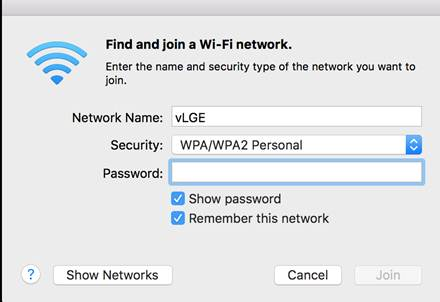 Find and join a Wi-Fi network.
Enter the name and security type of the network you want to
join.
Network Name: vLGE
Security: WPA/WPA2 Personal
Password:
Show password
Remember this network
? Show Networks Cancel Join